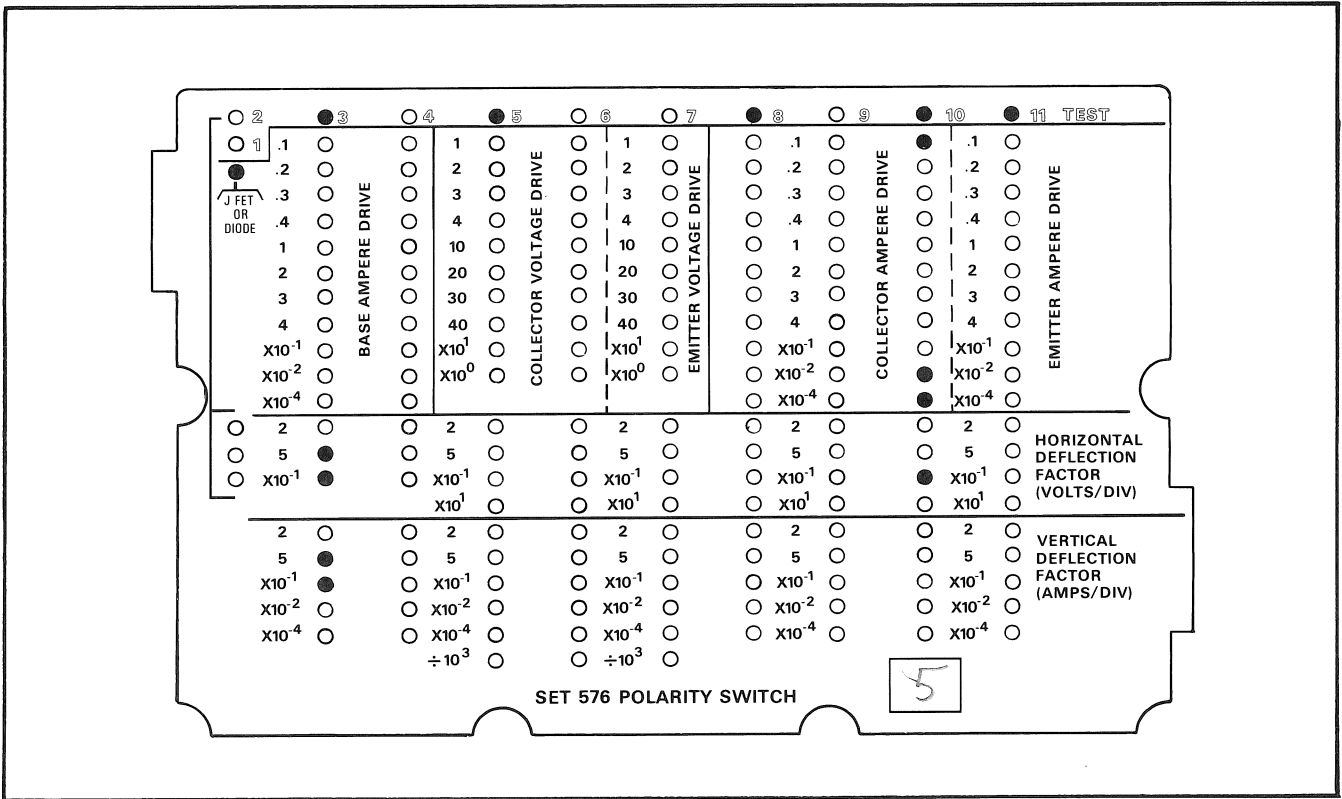 2 3 4 5 6 7 8 9 10 11 TEST
1 .1 1 1 .1 .1
.2 2 2 .2 .2
J FET OR DIODE
.3 3 3 .3 .3
.4 4 4 .4 .4
1 10 10 1 1
2 20 20 2 2
3 30 30 3 3
4 40 40 4 4
X10⁻¹ X10¹ X10¹ X10⁻¹ X10⁻¹
X10⁻² X10⁰ X10⁰ X10⁻² X10⁻²
X10⁻⁴ X10⁻⁴ X10⁻⁴
BASE AMPERE DRIVE
COLLECTOR VOLTAGE DRIVE
EMITTER VOLTAGE DRIVE
COLLECTOR AMPERE DRIVE
EMITTER AMPERE DRIVE
2 2 2 2 2
5 5 5 5 5
X10⁻¹ X10⁻¹ X10⁻¹ X10⁻¹ X10⁻¹
X10¹ X10¹ X10¹ X10¹
HORIZONTAL
DEFLECTION
FACTOR
(VOLTS/DIV)
2 2 2 2 2
5 5 5 5 5
X10⁻¹ X10⁻¹ X10⁻¹ X10⁻¹ X10⁻¹
X10⁻² X10⁻² X10⁻² X10⁻² X10⁻²
X10⁻⁴ X10⁻⁴ X10⁻⁴ X10⁻⁴ X10⁻⁴
÷10³ ÷10³
VERTICAL
DEFLECTION
FACTOR
(AMPS/DIV)
SET 576 POLARITY SWITCH
5